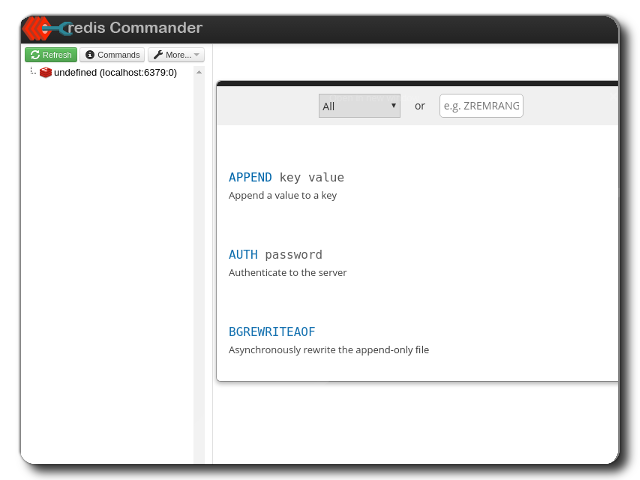 redis Commander
Refresh Commands More...
undefined (localhost:6379:0)
All or e.g. ZREMRANG
APPEND key value
Append a value to a key
AUTH password
Authenticate to the server
BGREWRITEAOF
Asynchronously rewrite the append-only file